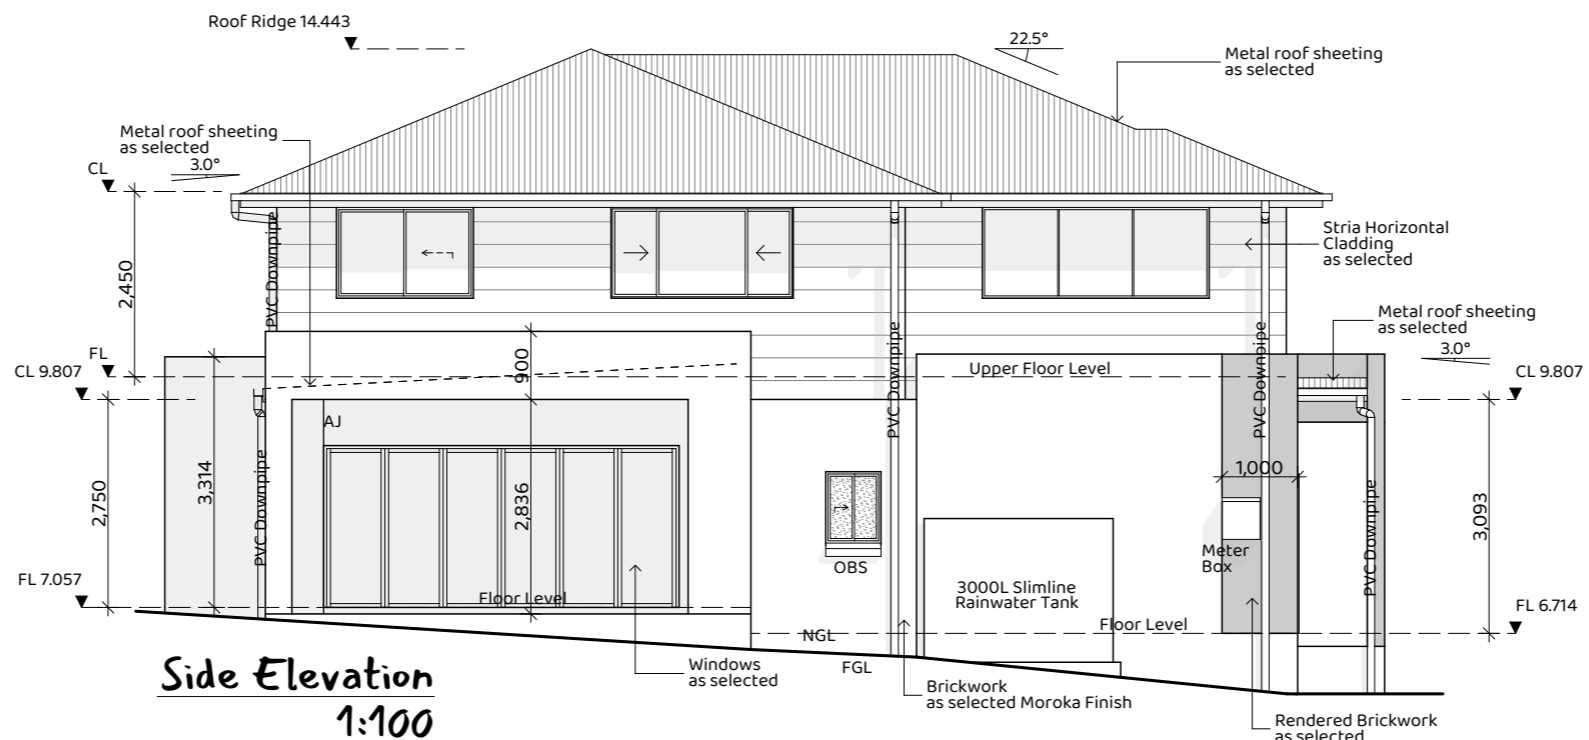 Roof Ridge 14.443
22.5°
Metal roof sheeting
as selected
Metal roof sheeting
as selected
3.0°
CL
PVC Downpipe
Stria Horizontal
Cladding
as selected
2,450
Metal roof sheeting
as selected
3.0°
FL
CL 9.807
900
Upper Floor Level
PVC Downpipe
PVC Downpipe
CL 9.807
AJ
2,750
3,314
PVC Downpipe
2,836
1,000
PVC Downpipe
3,093
Meter
Box
OBS
3000L Slimline
Rainwater Tank
FL 7.057
Floor Level
FL 6.714
Floor Level
NGL
FGL
Windows
as selected
Brickwork
as selected Moroka Finish
Rendered Brickwork
as selected
Side Elevation
1:100